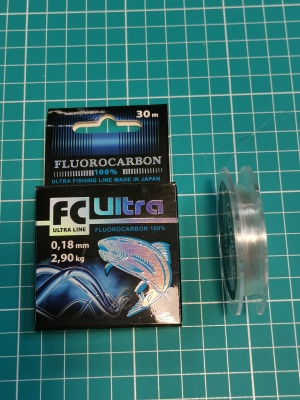 30m
FLUOROCARBON
100%
ULTRA FISHING LINE MADE IN JAPAN
FC Ultra
ULTRA LINE
FLUOROCARBON 100%
0,18 mm
2,90 kg